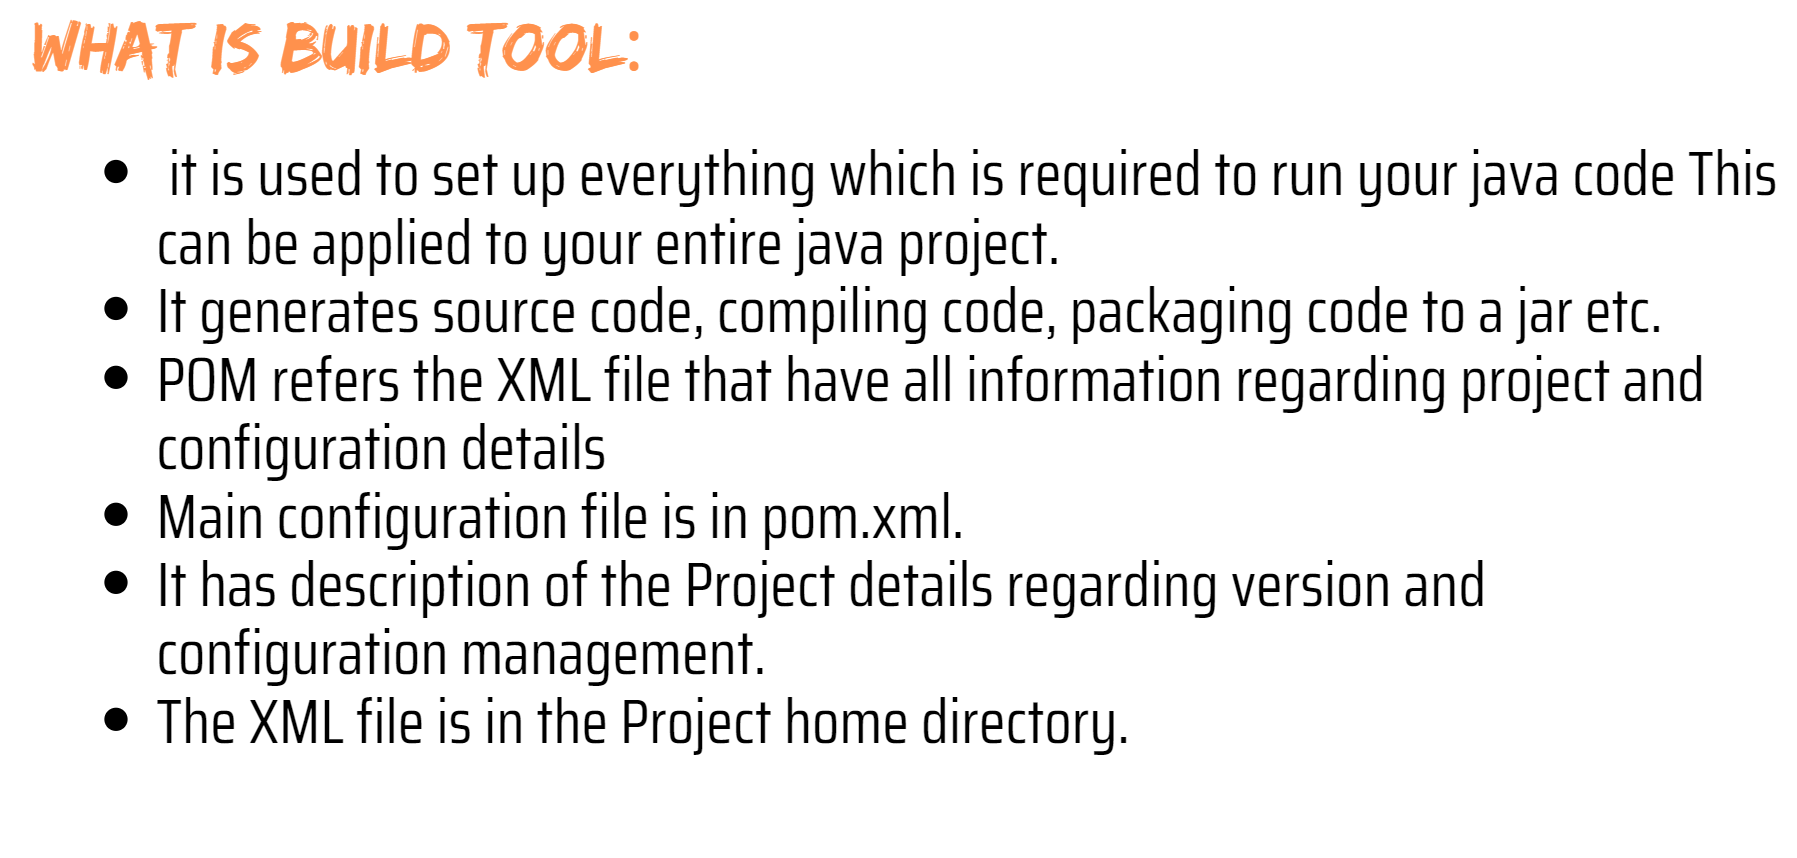 WHAT IS BUILD TOOL:
• it is used to set up everything which is required to run your java code This
can be applied to your entire java project.
• It generates source code, compiling code, packaging code to a jar etc.
• POM refers the XML file that have all information regarding project and
configuration details
• Main configuration file is in pom.xml.
• It has description of the Project details regarding version and
configuration management.
• The XML file is in the Project home directory.